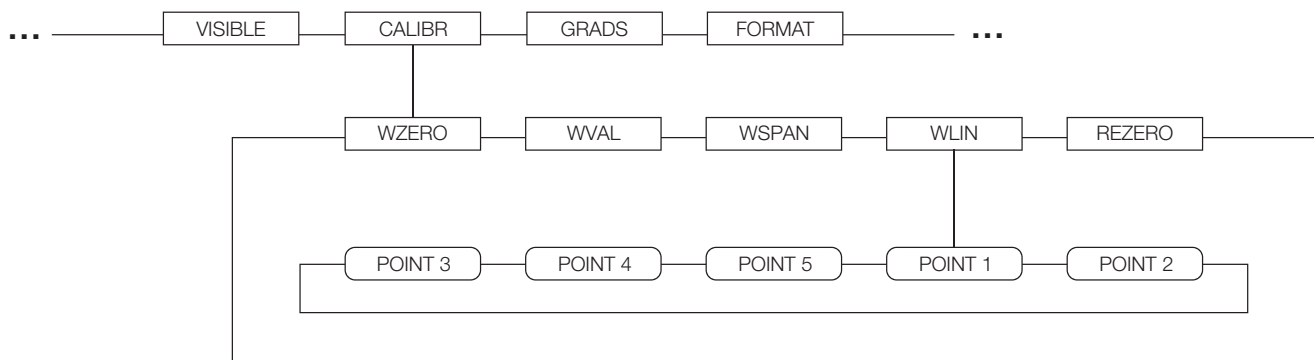 ... VISIBLE CALIBR GRADS FORMAT ...
WZERO WVAL WSPAN WLIN REZERO
POINT 3 POINT 4 POINT 5 POINT 1 POINT 2